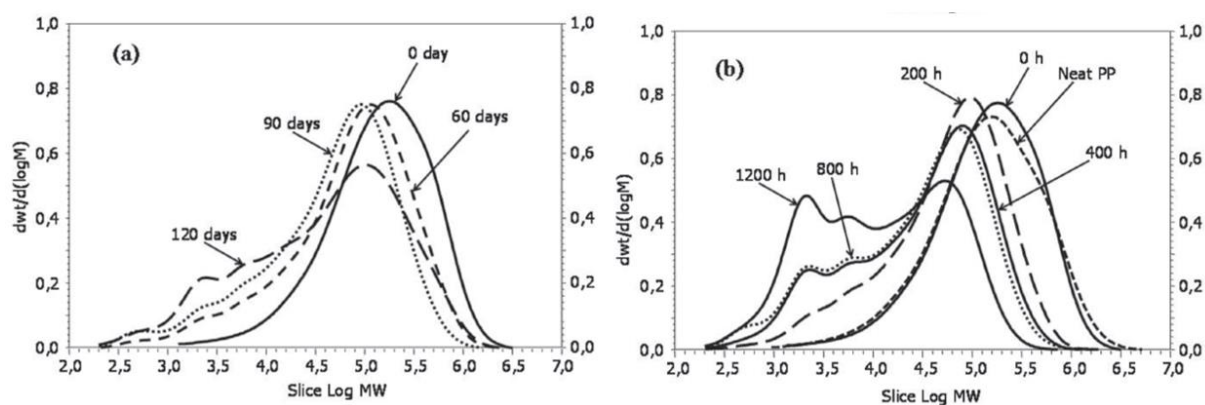 (a)
1,0
0,8
0,6
0,4
0,2
0,0
1,0
0,8
0,6
0,4
0,2
0,0
dwt/d(logM)
0 day
90 days
60 days
120 days
2,0 2,5 3,0 3,5 4,0 4,5 5,0 5,5 6,0 6,5 7,0
Slice Log MW
(b)
1,0
0,8
0,6
0,4
0,2
0,0
1,0
0,8
0,6
0,4
0,2
0,0
dwt/d(logM)
0 h
200 h
Neat PP
1200 h
800 h
400 h
2,0 2,5 3,0 3,5 4,0 4,5 5,0 5,5 6,0 6,5 7,0
Slice Log MW